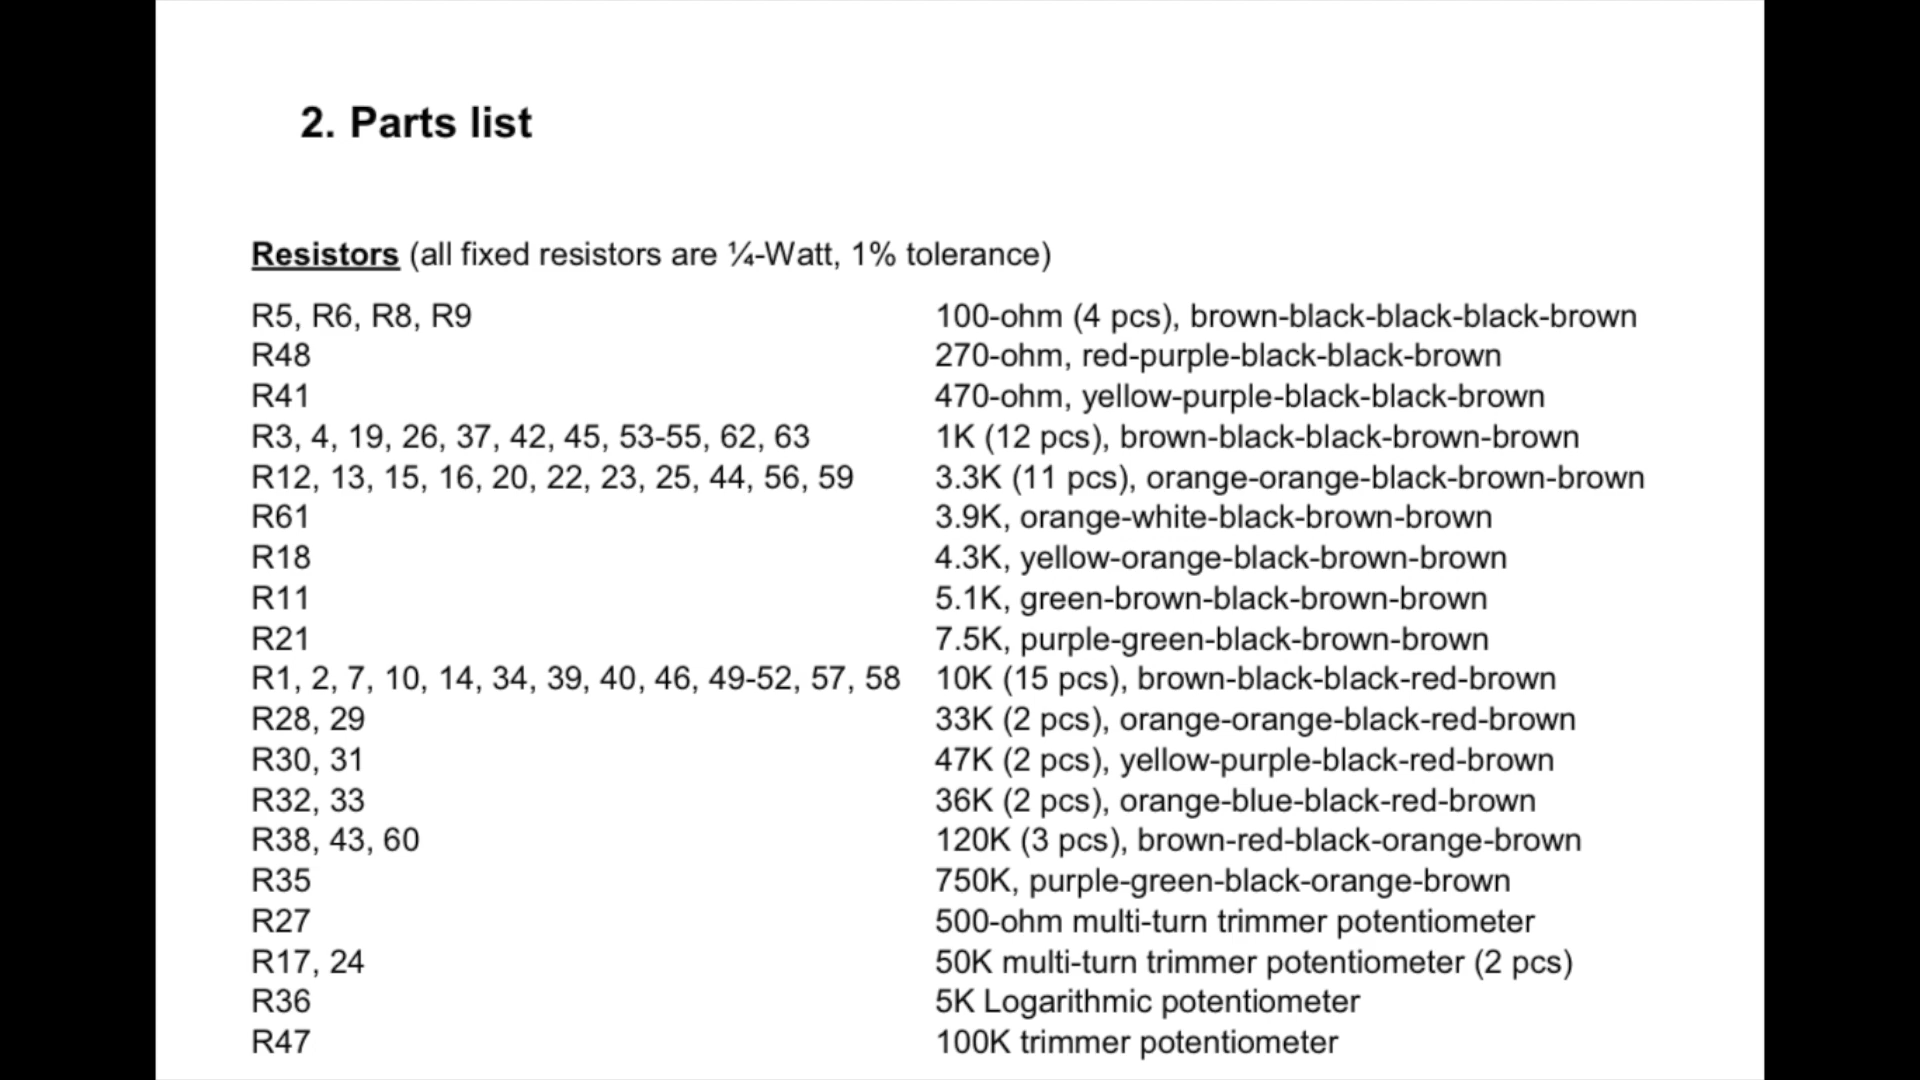 2. Parts list
Resistors (all fixed resistors are ¼-Watt, 1% tolerance)
R5, R6, R8, R9 100-ohm (4 pcs), brown-black-black-black-brown
R48 270-ohm, red-purple-black-black-brown
R41 470-ohm, yellow-purple-black-black-brown
R3, 4, 19, 26, 37, 42, 45, 53-55, 62, 63 1K (12 pcs), brown-black-black-brown-brown
R12, 13, 15, 16, 20, 22, 23, 25, 44, 56, 59 3.3K (11 pcs), orange-orange-black-brown-brown
R61 3.9K, orange-white-black-brown-brown
R18 4.3K, yellow-orange-black-brown-brown
R11 5.1K, green-brown-black-brown-brown
R21 7.5K, purple-green-black-brown-brown
R1, 2, 7, 10, 14, 34, 39, 40, 46, 49-52, 57, 58 10K (15 pcs), brown-black-black-red-brown
R28, 29 33K (2 pcs), orange-orange-black-red-brown
R30, 31 47K (2 pcs), yellow-purple-black-red-brown
R32, 33 36K (2 pcs), orange-blue-black-red-brown
R38, 43, 60 120K (3 pcs), brown-red-black-orange-brown
R35 750K, purple-green-black-orange-brown
R27 500-ohm multi-turn trimmer potentiometer
R17, 24 50K multi-turn trimmer potentiometer (2 pcs)
R36 5K Logarithmic potentiometer
R47 100K trimmer potentiometer